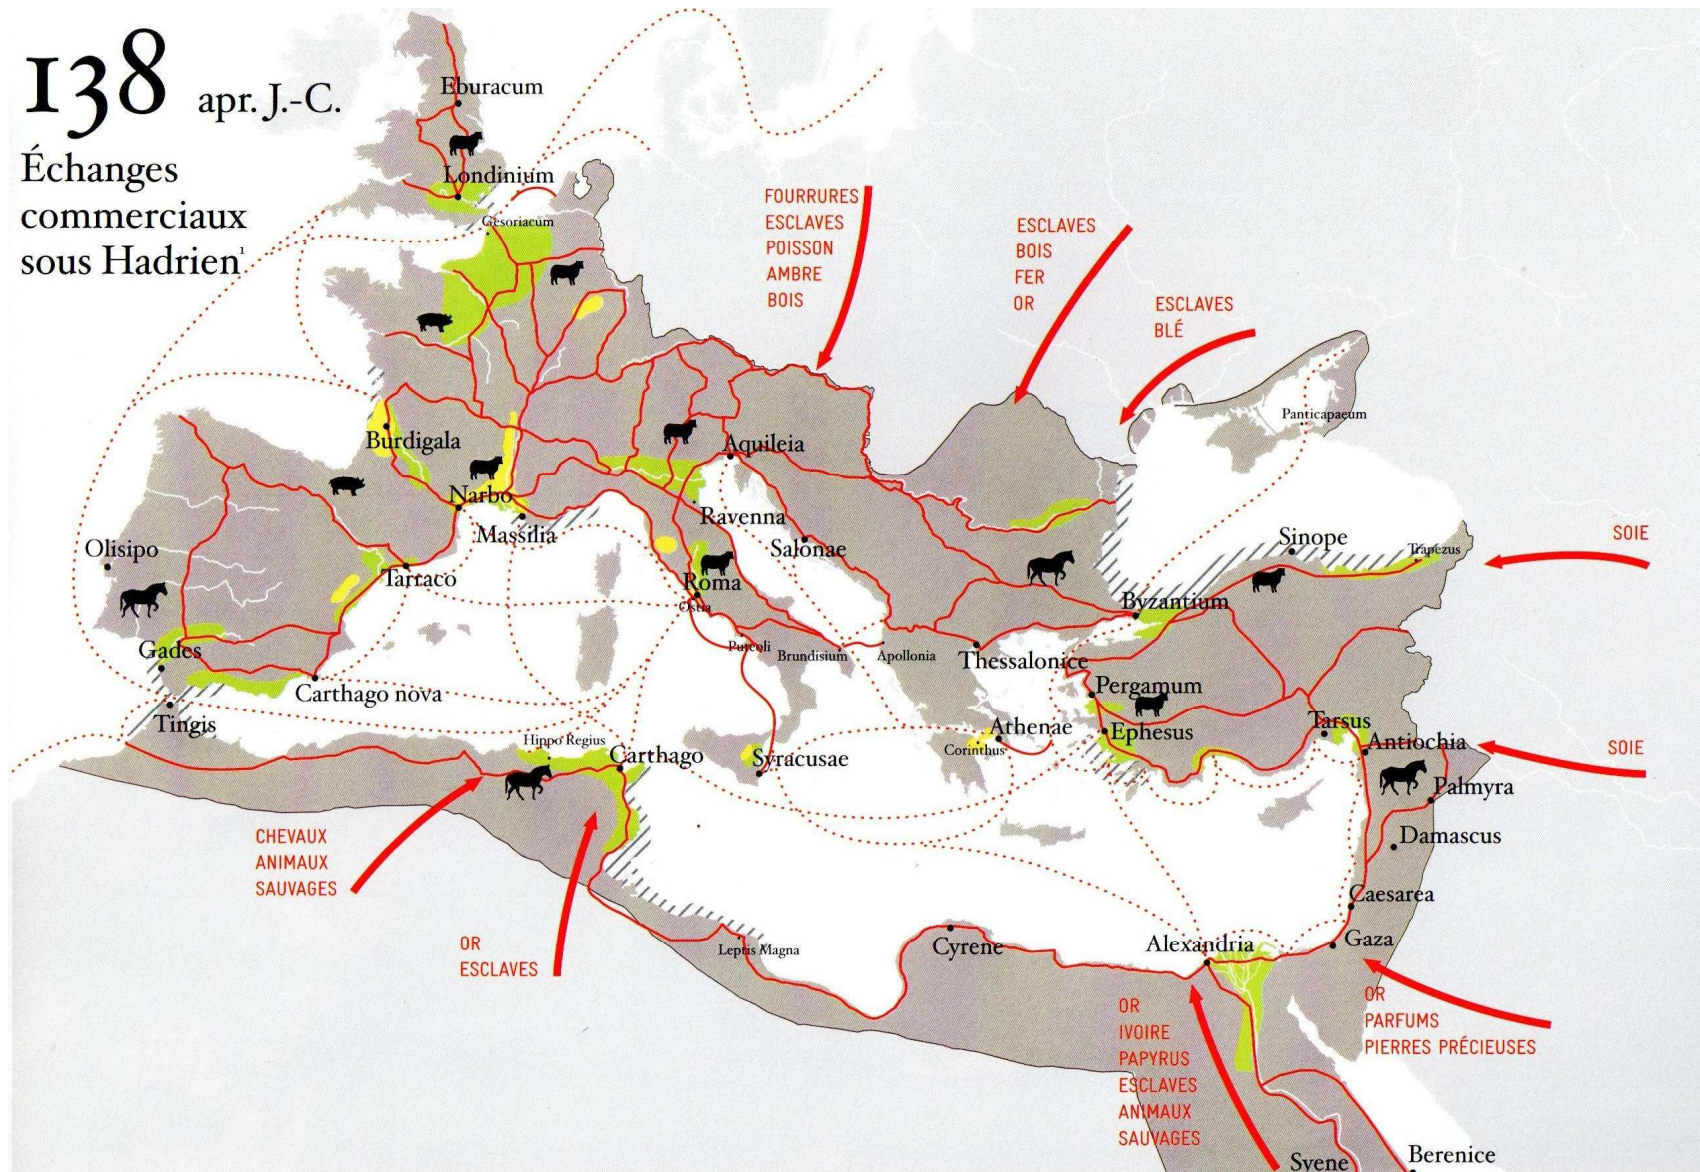 138 apr. J.-C.
Échanges
commerciaux
sous Hadrien¹
Eburacum
Londinium
Gesoriacum
FOURRURES
ESCLAVES
POISSON
AMBRE
BOIS
ESCLAVES
BOIS
FER
OR
ESCLAVES
BLÉ
Panticapaeum
Burdigala
Aquileia
Narbo
Massilia
Ravenna
Salonae
Olisipo
Tarraco
Roma
Ostia
Sinope
Trapezus
SOIE
Byzantium
Gades
Puteoli
Brundisium
Apollonia
Thessalonice
Carthago nova
Pergamum
Tingis
Hippo Regius
Carthago
Syracusae
Athenae
Corinthus
Ephesus
Tarsus
Antiochia
SOIE
Palmyra
Damascus
CHEVAUX
ANIMAUX
SAUVAGES
Caesarea
OR
ESCLAVES
Leptis Magna
Cyrene
Alexandria
Gaza
OR
PARFUMS
PIERRES PRÉCIEUSES
OR
IVOIRE
PAPYRUS
ESCLAVES
ANIMAUX
SAUVAGES
Syene
Berenice